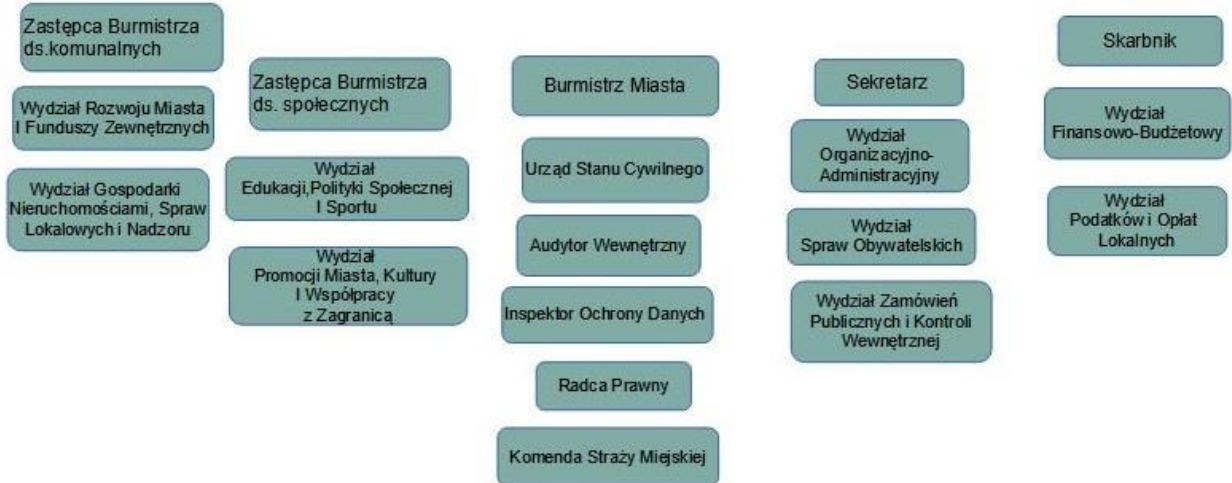 Zastępca Burmistrza
ds.komunalnych
Wydział Rozwoju Miasta
I Funduszy Zewnętrznych
Wydział Gospodarki
Nieruchomościami, Spraw
Lokalowych i Nadzoru
Zastępca Burmistrza
ds. społecznych
Wydział
Edukacji,Polityki Społecznej
I Sportu
Wydział
Promocji Miasta, Kultury
I Współpracy
z Zagranicą
Burmistrz Miasta
Urząd Stanu Cywilnego
Audytor Wewnętrzny
Inspektor Ochrony Danych
Radca Prawny
Komenda Straży Miejskiej
Sekretarz
Wydział
Organizacyjno-
Administracyjny
Wydział
Spraw Obywatelskich
Wydział Zamówień
Publicznych i Kontroli
Wewnętrznej
Skarbnik
Wydział
Finansowo-Budżetowy
Wydział
Podatków i Opłat
Lokalnych